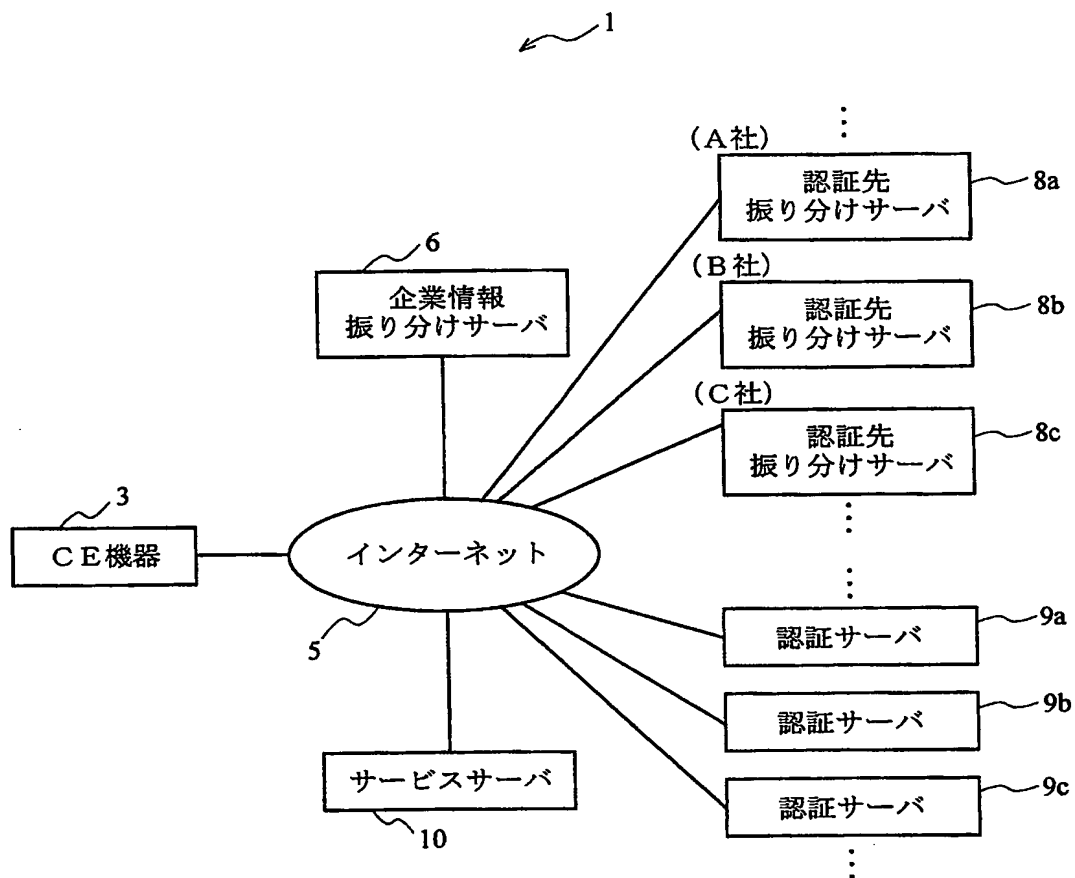 1
(A社)
認証先
振り分けサーバ
8a
6
企業情報
振り分けサーバ
(B社)
認証先
振り分けサーバ
8b
(C社)
認証先
振り分けサーバ
8c
3
CE機器
インターネット
5
認証サーバ
9a
認証サーバ
9b
サービスサーバ
10
認証サーバ
9c